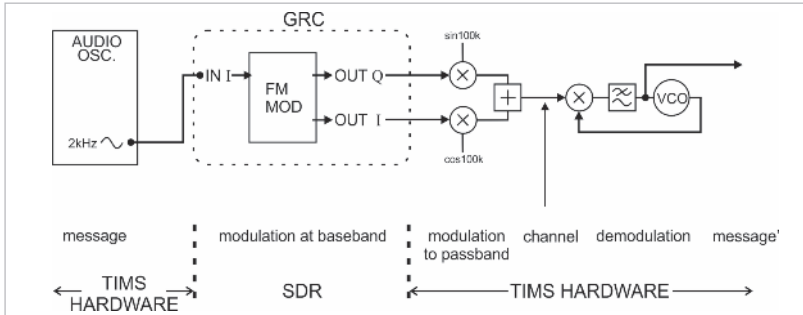 GRC
AUDIO
OSC.
2kHz
IN I
FM
MOD
OUT Q
OUT I
sin100k
cos100k
VCO
message
modulation at baseband
modulation
to passband
channel
demodulation
message'
TIMS
HARDWARE
SDR
TIMS HARDWARE